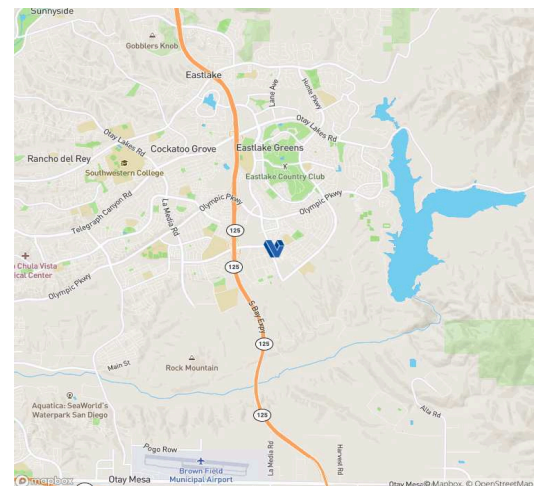 Sunnyside
Gobblers Knob
Eastlake
Lane Ave
Hunte Pkwy
Otay Lakes Rd
Otay Lakes Rd
Cockatoo Grove
Eastlake Greens
Rancho del Rey
Southwestern College
Eastlake Country Club
Telegraph Canyon Rd
La Media Rd
Olympic Pkwy
Olympic Pkwy
125
Chula Vista
ical Center
125
Olympic Pkwy
S Bay Expy
125
Main St
Rock Mountain
Aquatica: SeaWorld's
Waterpark San Diego
125
Alta Rd
Pogo Row
La Media Rd
Harvest Rd
Brown Field
Municipal Airport
Otay Mesa
mapbox
Otay Mesa
© Mapbox, © OpenStreetMap